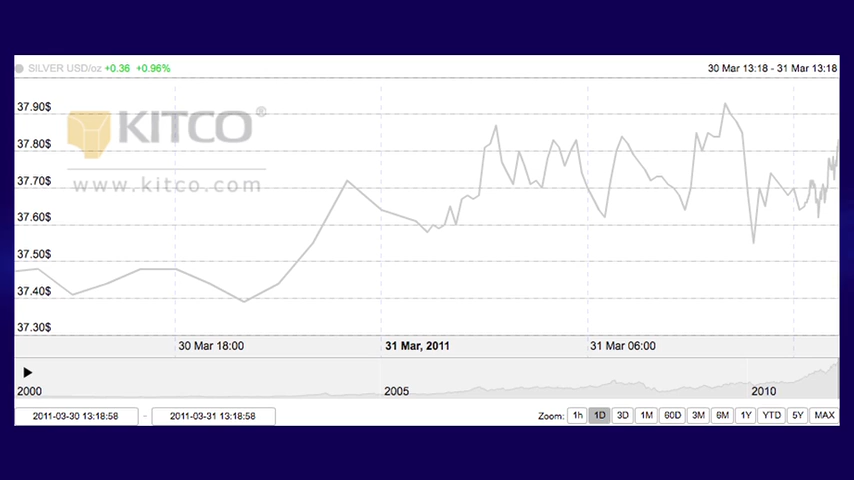 SILVER USD/oz +0.36 +0.96% 30 Mar 13:18 - 31 Mar 13:18
37.90$
KITCO®
37.80$
37.70$
www.kitco.com
37.60$
37.50$
37.40$
37.30$
30 Mar 18:00 31 Mar, 2011 31 Mar 06:00
2000 2005 2010
2011-03-30 13:18:58 - 2011-03-31 13:18:58 Zoom: 1h 1D 3D 1M 60D 3M 6M 1Y YTD 5Y MAX